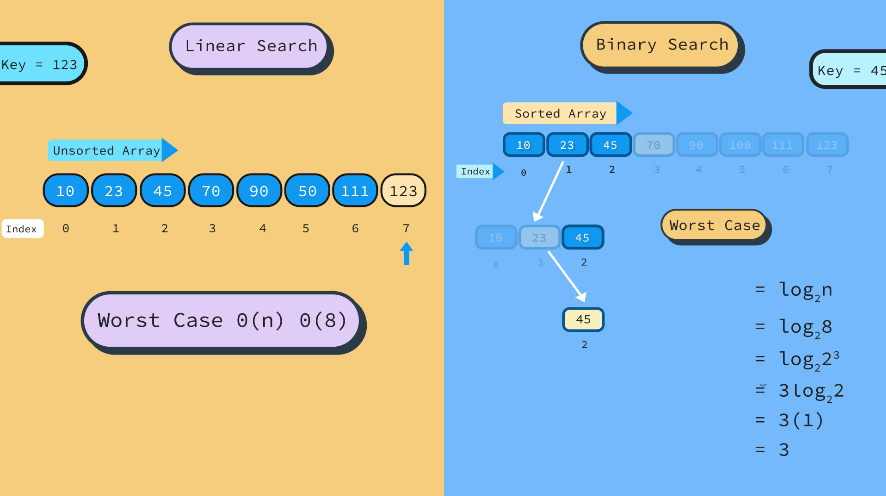 Linear Search
Key = 123
Unsorted Array
10 23 45 70 90 50 111 123
Index 0 1 2 3 4 5 6 7
Worst Case 0(n) 0(8)
Binary Search
Key = 45
Sorted Array
10 23 45 70 90 100 111 123
Index 0 1 2 3 4 5 6 7
10 23 45
0 1 2
45
2
Worst Case
= log₂n
= log₂8
= log₂2³
= 3log₂2
= 3(1)
= 3